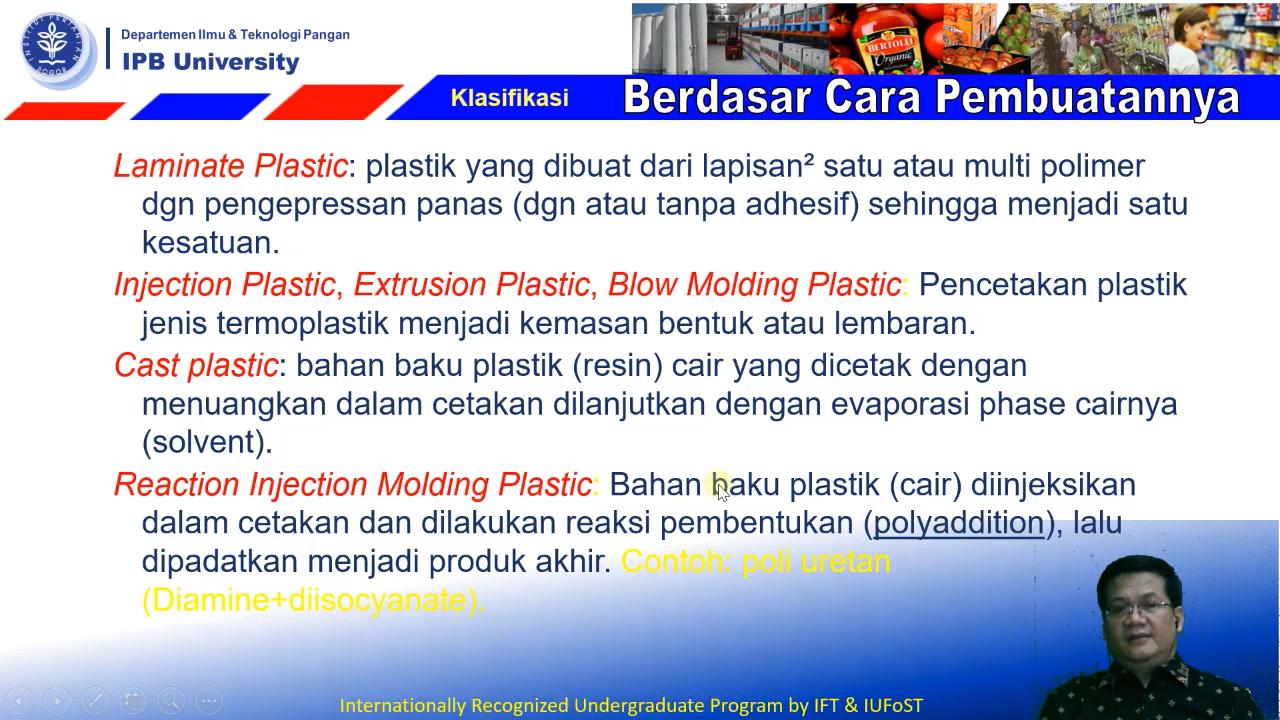 Departemen Ilmu & Teknologi Pangan
IPB University
INSTITUT PERTANIAN BOGOR
BERTOLLI
Organic
Klasifikasi
Berdasar Cara Pembuatannya
Laminate Plastic: plastik yang dibuat dari lapisan² satu atau multi polimer
dgn pengepressan panas (dgn atau tanpa adhesif) sehingga menjadi satu
kesatuan.
Injection Plastic, Extrusion Plastic, Blow Molding Plastic: Pencetakan plastik
jenis termoplastik menjadi kemasan bentuk atau lembaran.
Cast plastic: bahan baku plastik (resin) cair yang dicetak dengan
menuangkan dalam cetakan dilanjutkan dengan evaporasi phase cairnya
(solvent).
Reaction Injection Molding Plastic: Bahan baku plastik (cair) diinjeksikan
dalam cetakan dan dilakukan reaksi pembentukan (polyaddition), lalu
dipadatkan menjadi produk akhir. Contoh: poli uretan
(Diamine+diisocyanate).
Internationally Recognized Undergraduate Program by IFT & IUFoST